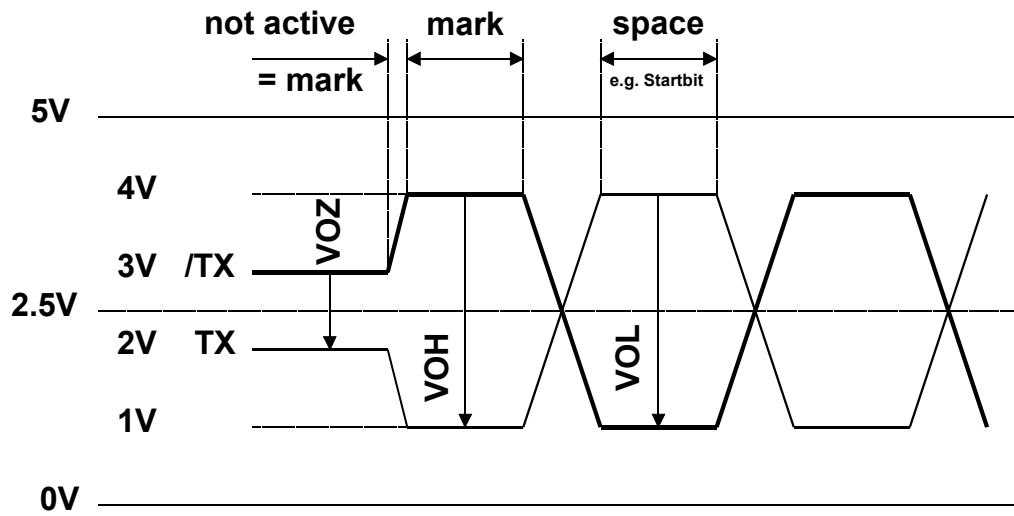 not active mark space
= mark e.g. Startbit
5V
4V
VOZ
3V /TX
2.5V
2V TX
VOH VOL
1V
0V